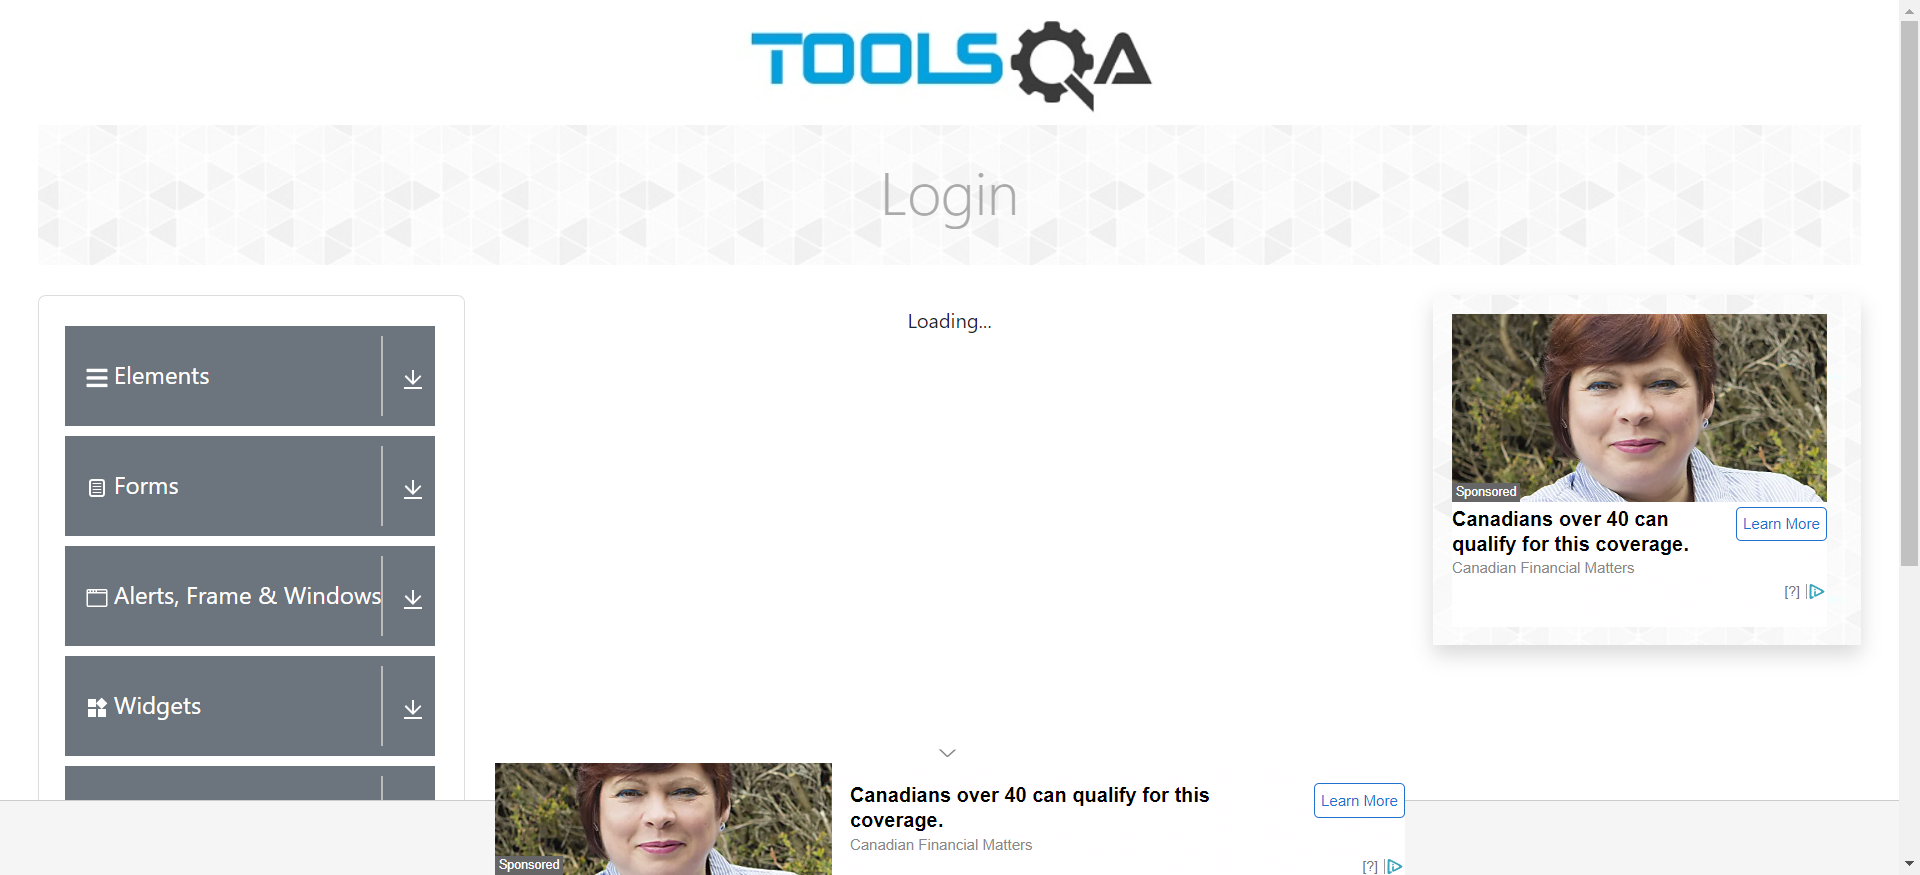 TOOLSQA
Login
Elements
Forms
Alerts, Frame & Windows
Widgets
Loading...
Sponsored
Canadians over 40 can
qualify for this coverage.
Learn More
Canadian Financial Matters
[?]
Sponsored
Canadians over 40 can qualify for this
coverage.
Canadian Financial Matters
Learn More
[?]